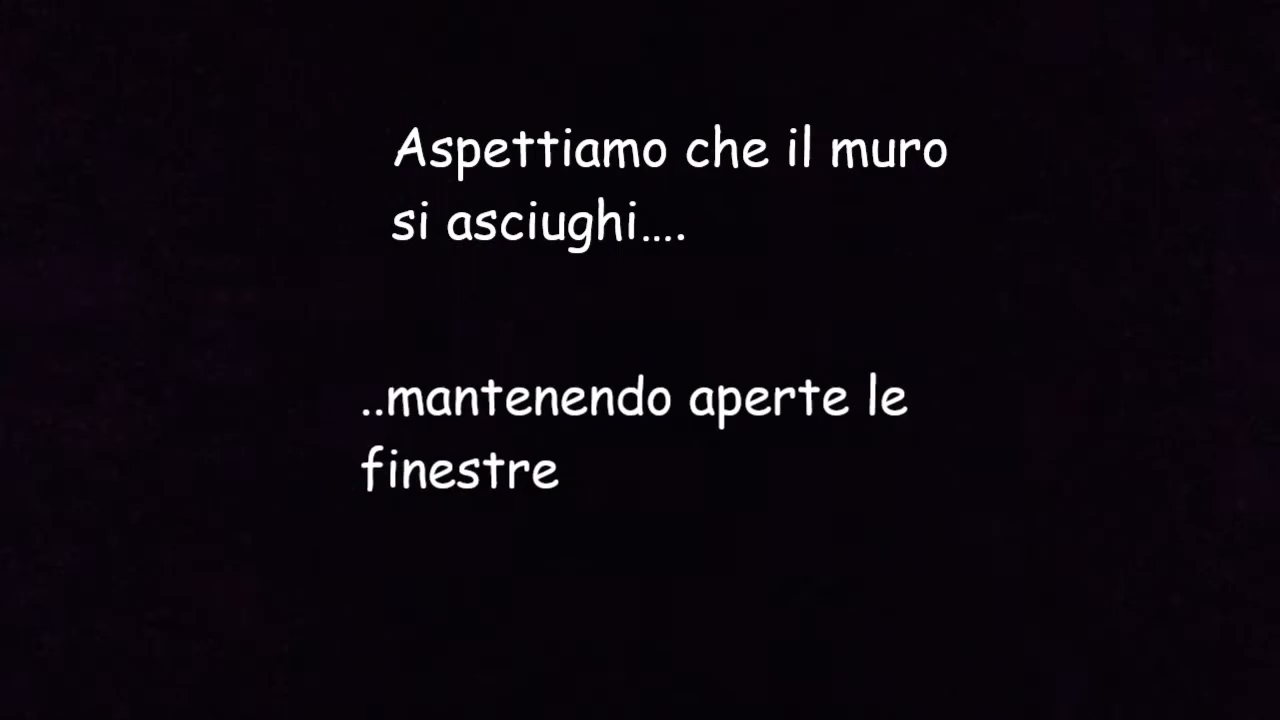 Aspettiamo che il muro
si asciughi....
..mantenendo aperte le
finestre